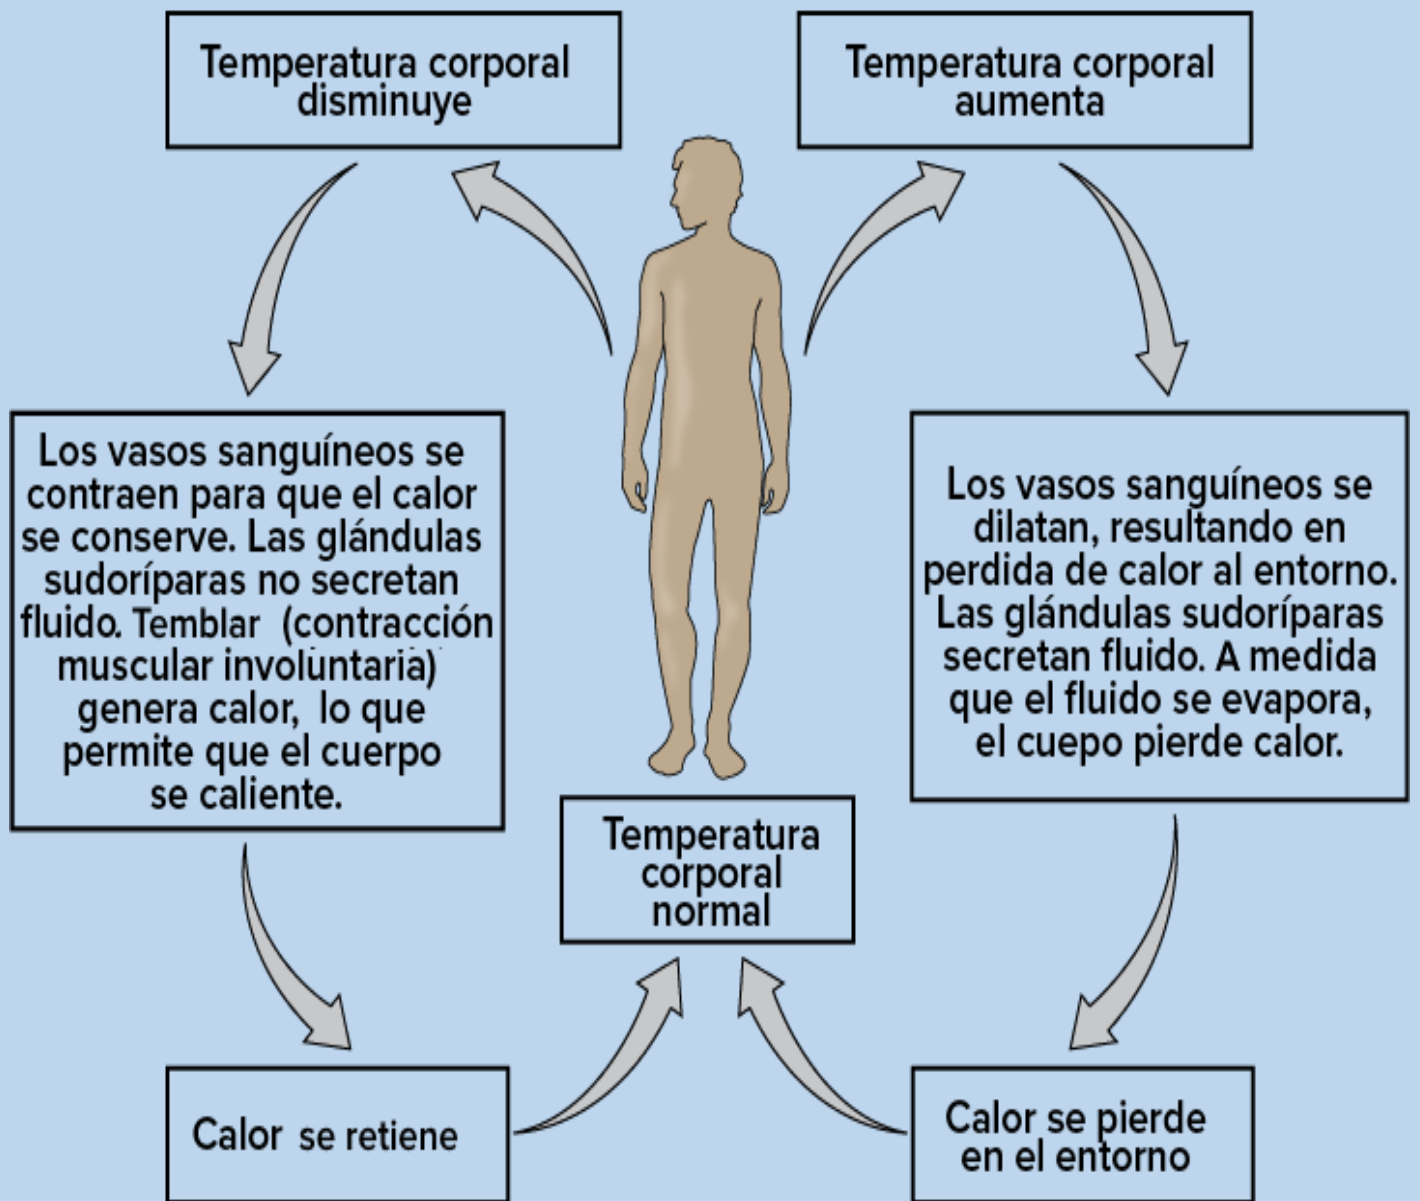 Temperatura corporal
disminuye
Temperatura corporal
aumenta
Los vasos sanguíneos se
contraen para que el calor
se conserve. Las glándulas
sudoríparas no secretan
fluido. Temblar (contracción
muscular involuntaria)
genera calor, lo que
permite que el cuerpo
se caliente.
Los vasos sanguíneos se
dilatan, resultando en
perdida de calor al entorno.
Las glándulas sudoríparas
secretan fluido. A medida
que el fluido se evapora,
el cuepo pierde calor.
Temperatura
corporal
normal
Calor se retiene
Calor se pierde
en el entorno